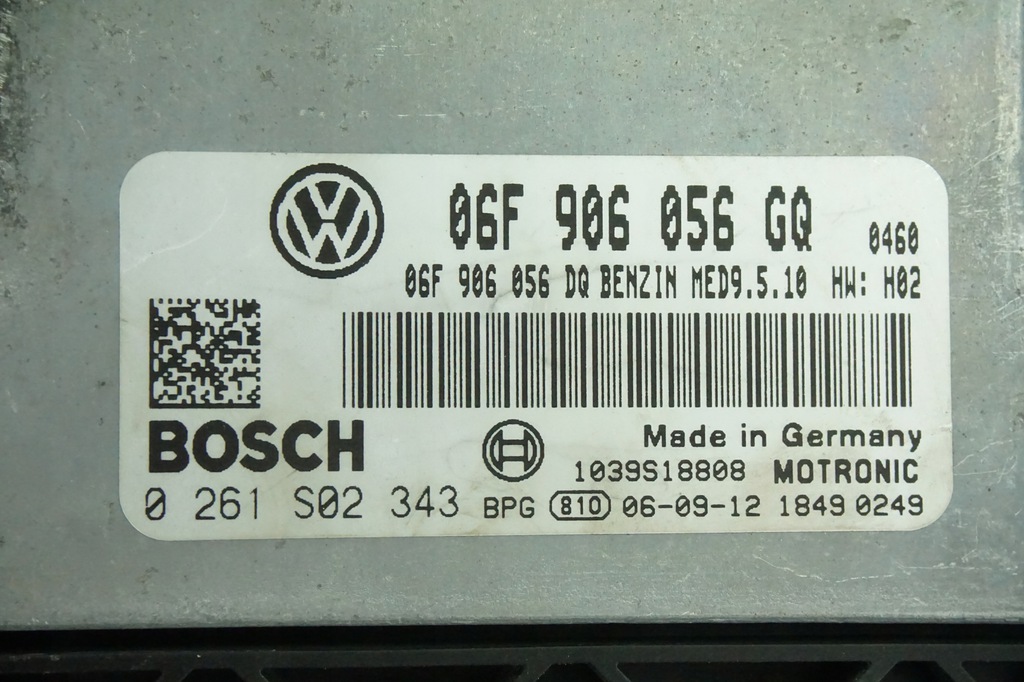 06F 906 056 GQ 0460
06F 906 056 DQ BENZIN MED9.5.10 HW: H02
BOSCH
Made in Germany
1039S18808 MOTRONIC
0 261 S02 343 BPG 810 06-09-12 1849 0249